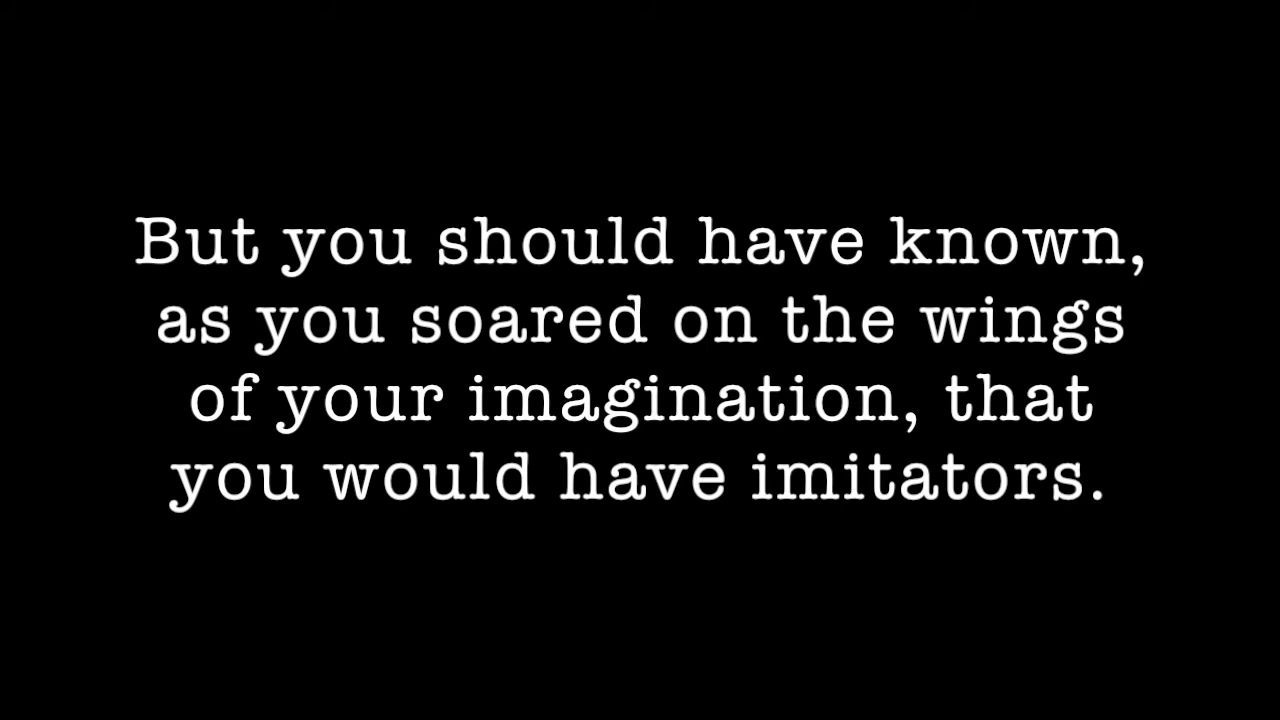 But you should have known,
as you soared on the wings
of your imagination, that
you would have imitators.